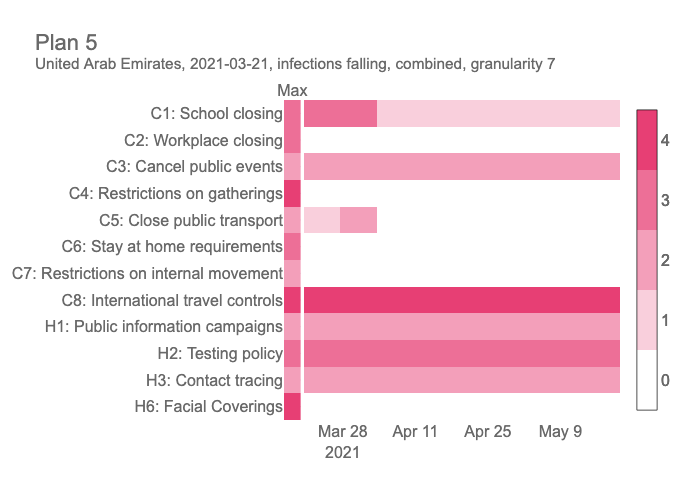 Plan 5
United Arab Emirates, 2021-03-21, infections falling, combined, granularity 7
Max
C1: School closing
C2: Workplace closing
C3: Cancel public events
C4: Restrictions on gatherings
C5: Close public transport
C6: Stay at home requirements
C7: Restrictions on internal movement
C8: International travel controls
H1: Public information campaigns
H2: Testing policy
H3: Contact tracing
H6: Facial Coverings
4
3
2
1
0
Mar 28 Apr 11 Apr 25 May 9
2021